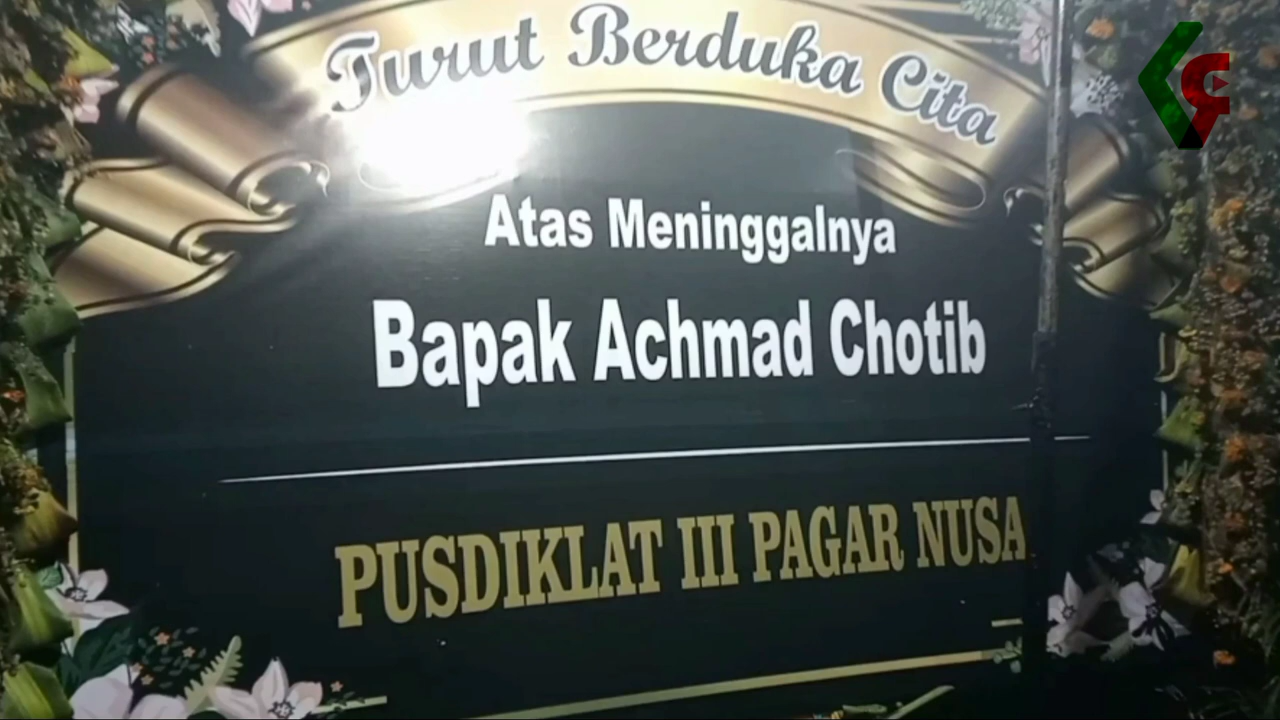 Turut Berduka Cita
Atas Meninggalnya
Bapak Achmad Chotib
PUSDIKLAT III PAGAR NUSA